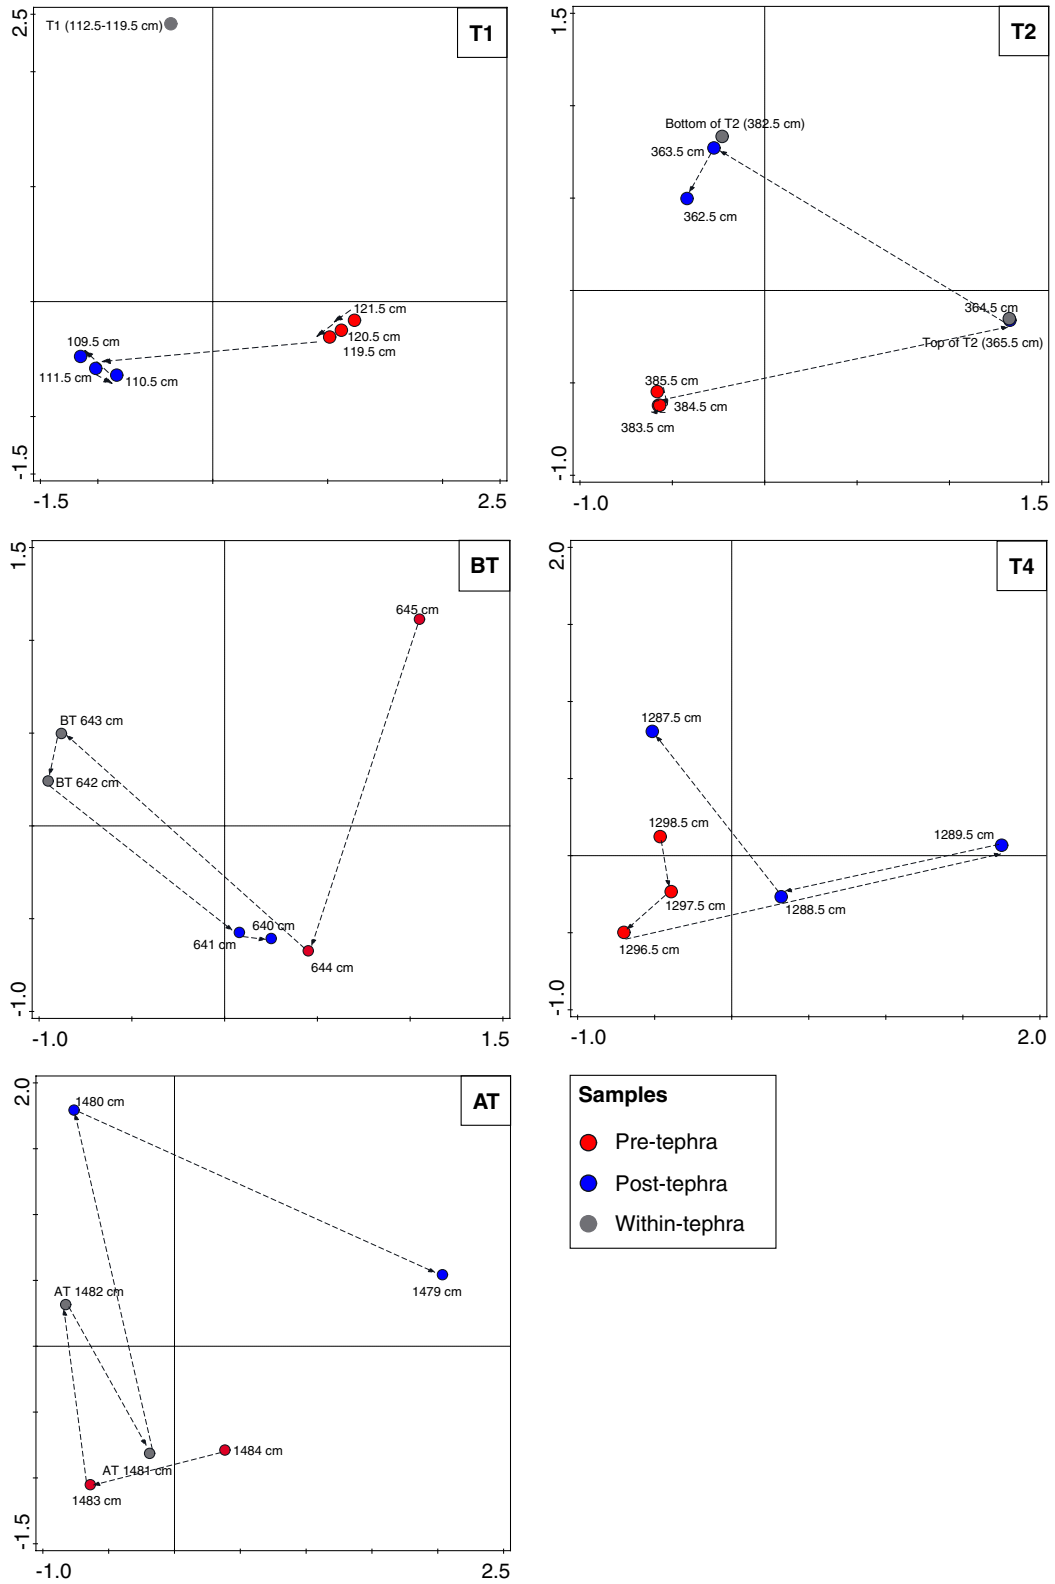 2.5
T1 (112.5-119.5 cm)
T1
121.5 cm
120.5 cm
119.5 cm
109.5 cm
111.5 cm
110.5 cm
-1.5
-1.5
2.5
1.5
T2
Bottom of T2 (382.5 cm)
363.5 cm
362.5 cm
364.5 cm
Top of T2 (365.5 cm)
385.5 cm
384.5 cm
383.5 cm
-1.0
-1.0
1.5
1.5
BT
645 cm
BT 643 cm
BT 642 cm
640 cm
641 cm
644 cm
-1.0
-1.0
1.5
2.0
T4
1287.5 cm
1298.5 cm
1289.5 cm
1297.5 cm
1288.5 cm
1296.5 cm
-1.0
-1.0
2.0
2.0
AT
1480 cm
AT 1482 cm
1479 cm
1484 cm
AT 1481 cm
1483 cm
-1.5
-1.0
2.5
Samples
Pre-tephra
Post-tephra
Within-tephra